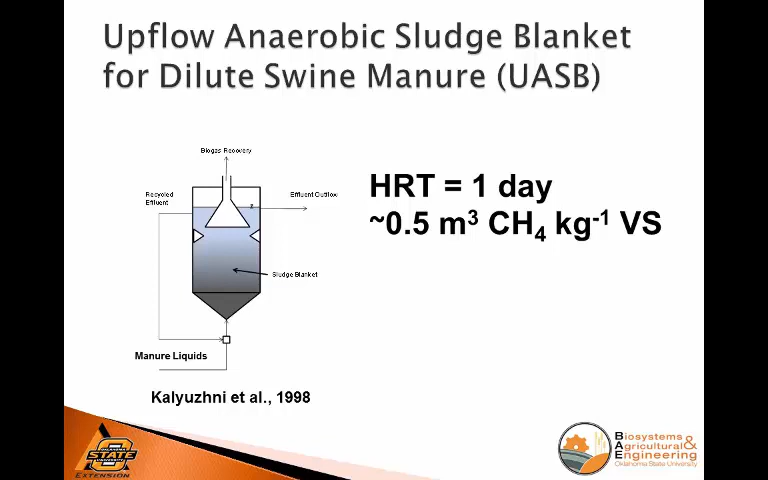 Upflow Anaerobic Sludge Blanket
for Dilute Swine Manure (UASB)
Biogas Recovery
Recycled
Effluent
Effluent Outflow
HRT = 1 day
~0.5 m³ CH₄ kg⁻¹ VS
Sludge Blanket
Manure Liquids
Kalyuzhni et al., 1998
OKLAHOMA
STATE
UNIVERSITY
EXTENSION
Biosystems
Agricultural&
Engineering
Oklahoma State University